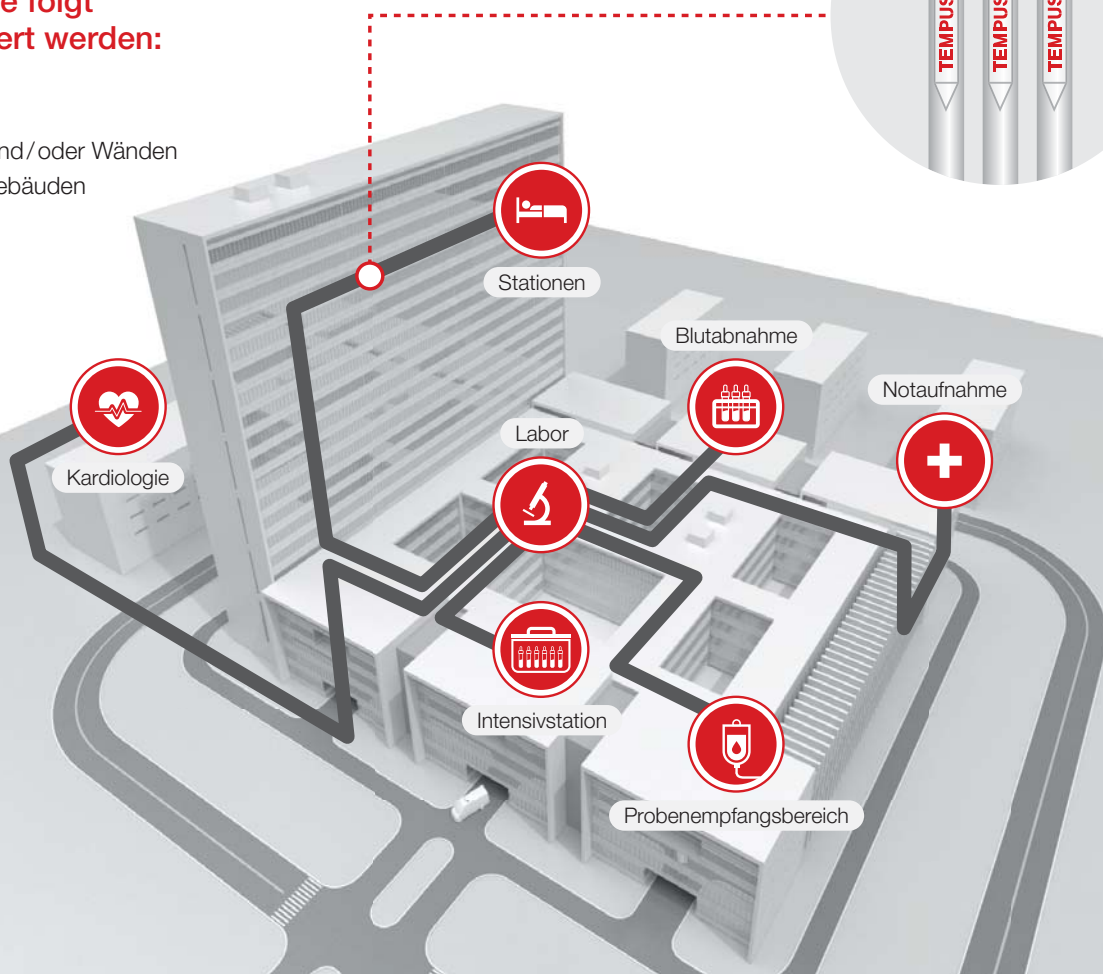 e folgt
ert werden:
nd / oder Wänden
ebäuden
TEMPUS
TEMPUS
TEMPUS
Stationen
Blutabnahme
Notaufnahme
Labor
Kardiologie
Intensivstation
Probenempfangsbereich